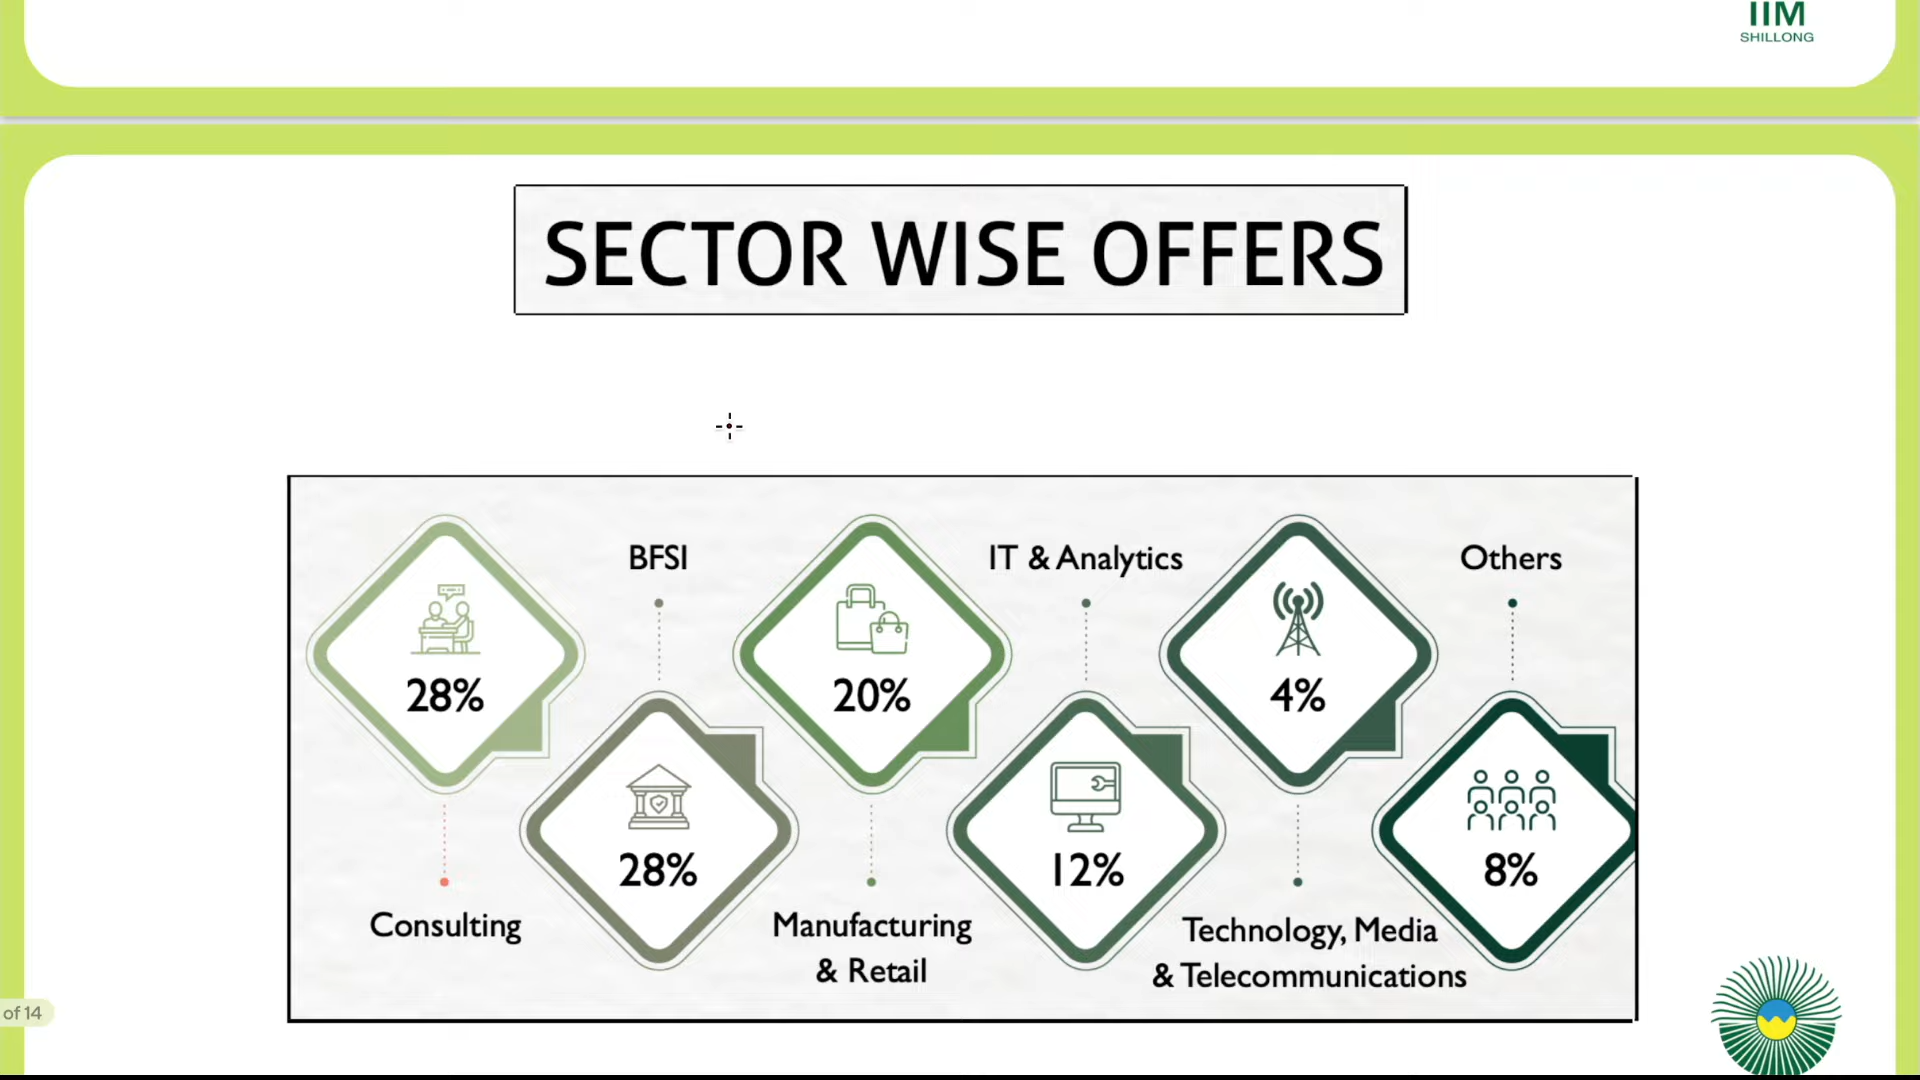 IIM
SHILLONG
SECTOR WISE OFFERS
BFSI
IT & Analytics
Others
28%
20%
4%
28%
12%
8%
Consulting
Manufacturing
& Retail
Technology, Media
& Telecommunications
of 14